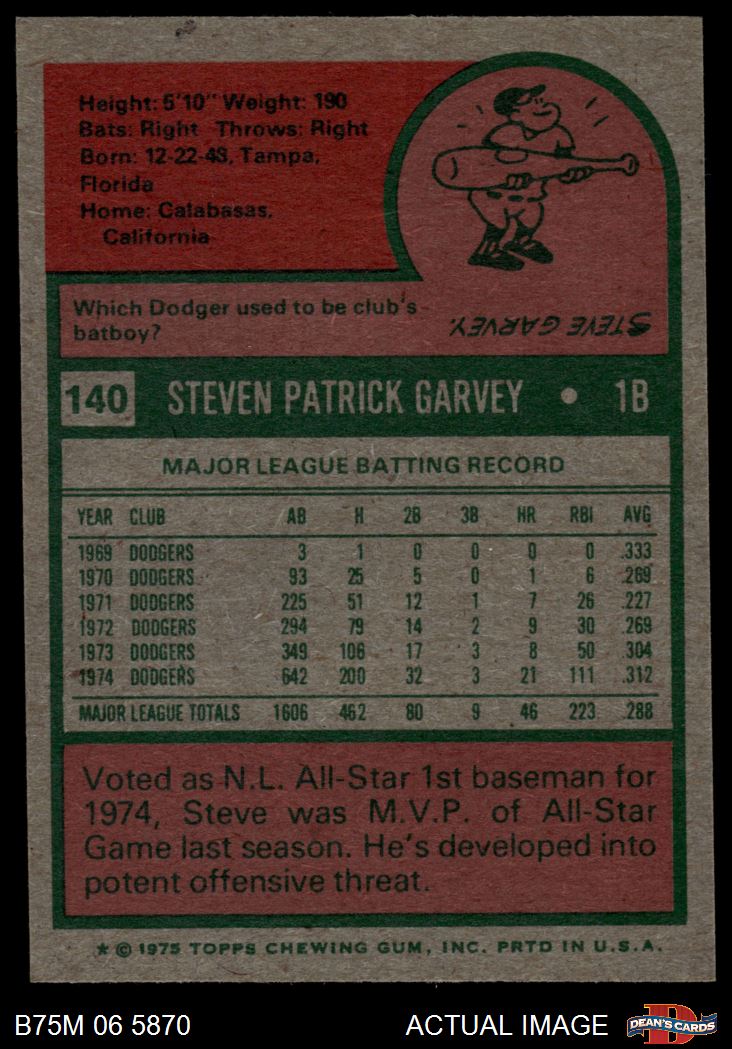 Height: 5'10" Weight: 190
Bats: Right Throws: Right
Born: 12-22-48, Tampa,
Florida
Home: Calabasas,
California
Which Dodger used to be club's
batboy?
STEVE GARVEY.
140 STEVEN PATRICK GARVEY • 1B
MAJOR LEAGUE BATTING RECORD
YEAR CLUB AB H 2B 3B HR RBI AVG
1969 DODGERS 3 1 0 0 0 0 .333
1970 DODGERS 93 25 5 0 1 6 .269
1971 DODGERS 225 51 12 1 7 26 .227
1972 DODGERS 294 79 14 2 9 30 .269
1973 DODGERS 349 106 17 3 8 50 .304
1974 DODGERS 642 200 32 3 21 111 .312
MAJOR LEAGUE TOTALS 1606 462 80 9 46 223 .288
Voted as N.L. All-Star 1st baseman for
1974, Steve was M.V.P. of All-Star
Game last season. He's developed into
potent offensive threat.
* © 1975 TOPPS CHEWING GUM, INC. PRTD IN U.S.A.
B75M 06 5870 ACTUAL IMAGE DEAN'S CARDS